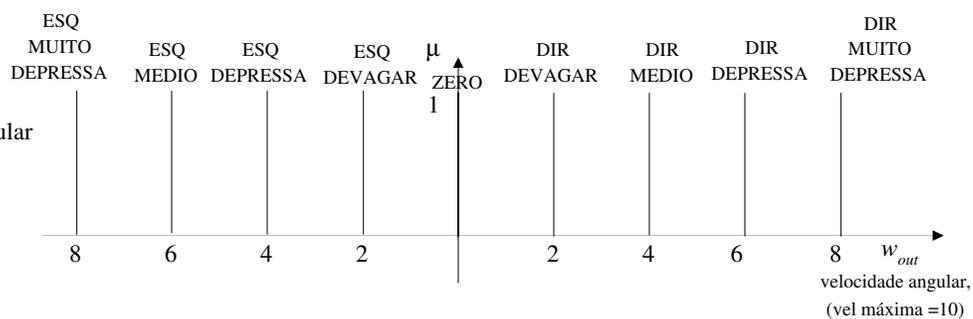 ESQ
MUITO
DEPRESSA
ESQ
MEDIO
ESQ
DEPRESSA
ESQ
DEVAGAR
μ
ZERO
1
DIR
DEVAGAR
DIR
MEDIO
DIR
DEPRESSA
DIR
MUITO
DEPRESSA
ular
8 6 4 2 2 4 6 8 w_out
velocidade angular,
(vel máxima =10)